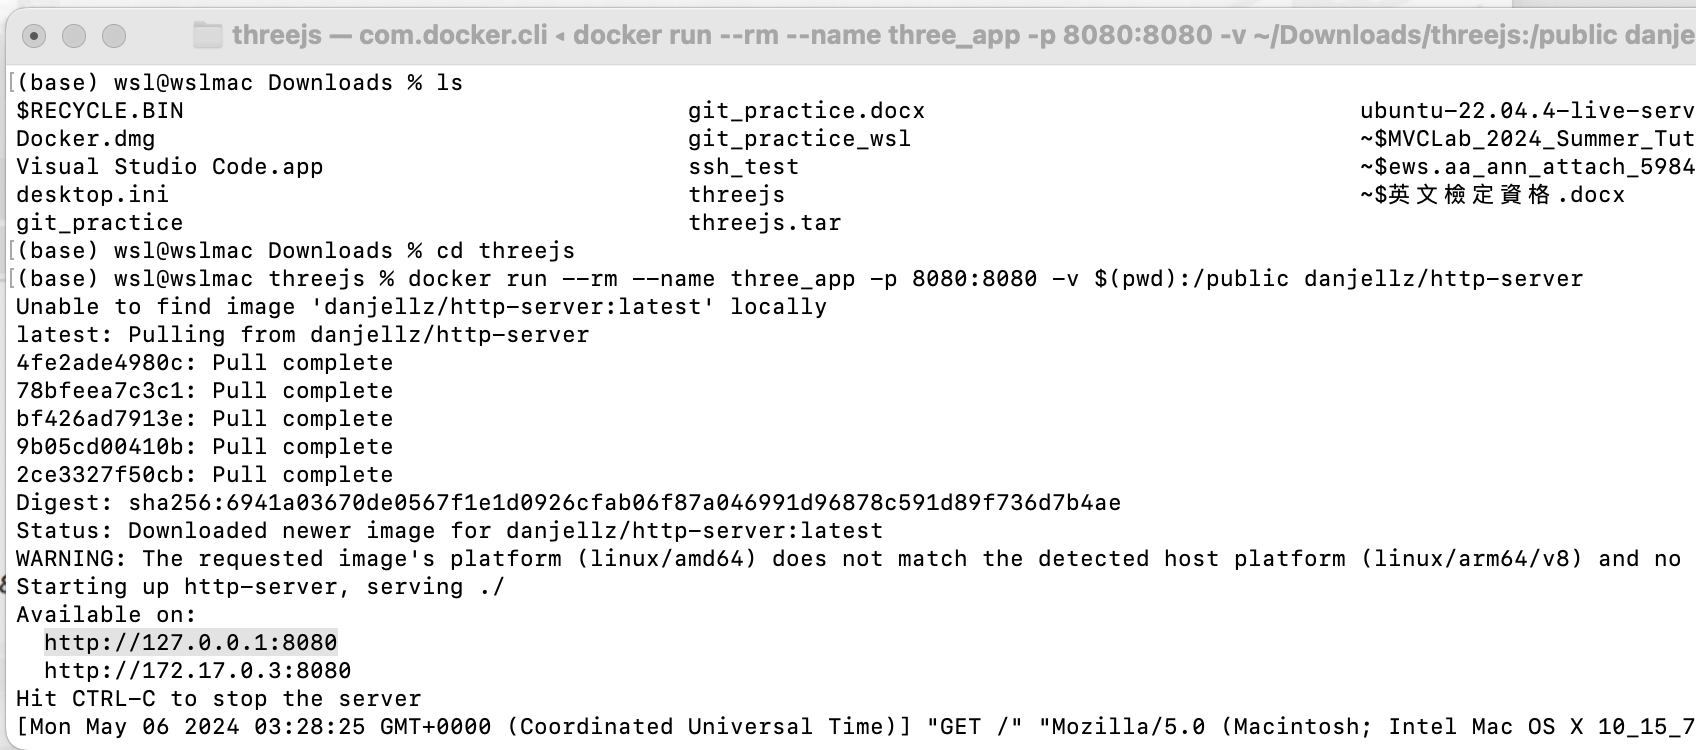 threejs — com.docker.cli ◂ docker run --rm --name three_app -p 8080:8080 -v ~/Downloads/threejs:/public danje
[(base) wsl@wslmac Downloads % ls
$RECYCLE.BIN git_practice.docx ubuntu-22.04.4-live-serv
Docker.dmg git_practice_wsl ~$MVCLab_2024_Summer_Tut
Visual Studio Code.app ssh_test ~$ews.aa_ann_attach_5984
desktop.ini threejs ~$英文檢定資格.docx
git_practice threejs.tar
[(base) wsl@wslmac Downloads % cd threejs
[(base) wsl@wslmac threejs % docker run --rm --name three_app -p 8080:8080 -v $(pwd):/public danjellz/http-server
Unable to find image 'danjellz/http-server:latest' locally
latest: Pulling from danjellz/http-server
4fe2ade4980c: Pull complete
78bfeea7c3c1: Pull complete
bf426ad7913e: Pull complete
9b05cd00410b: Pull complete
2ce3327f50cb: Pull complete
Digest: sha256:6941a03670de0567f1e1d0926cfab06f87a046991d96878c591d89f736d7b4ae
Status: Downloaded newer image for danjellz/http-server:latest
WARNING: The requested image's platform (linux/amd64) does not match the detected host platform (linux/arm64/v8) and no
Starting up http-server, serving ./
Available on:
http://127.0.0.1:8080
http://172.17.0.3:8080
Hit CTRL-C to stop the server
[Mon May 06 2024 03:28:25 GMT+0000 (Coordinated Universal Time)] "GET /" "Mozilla/5.0 (Macintosh; Intel Mac OS X 10_15_7